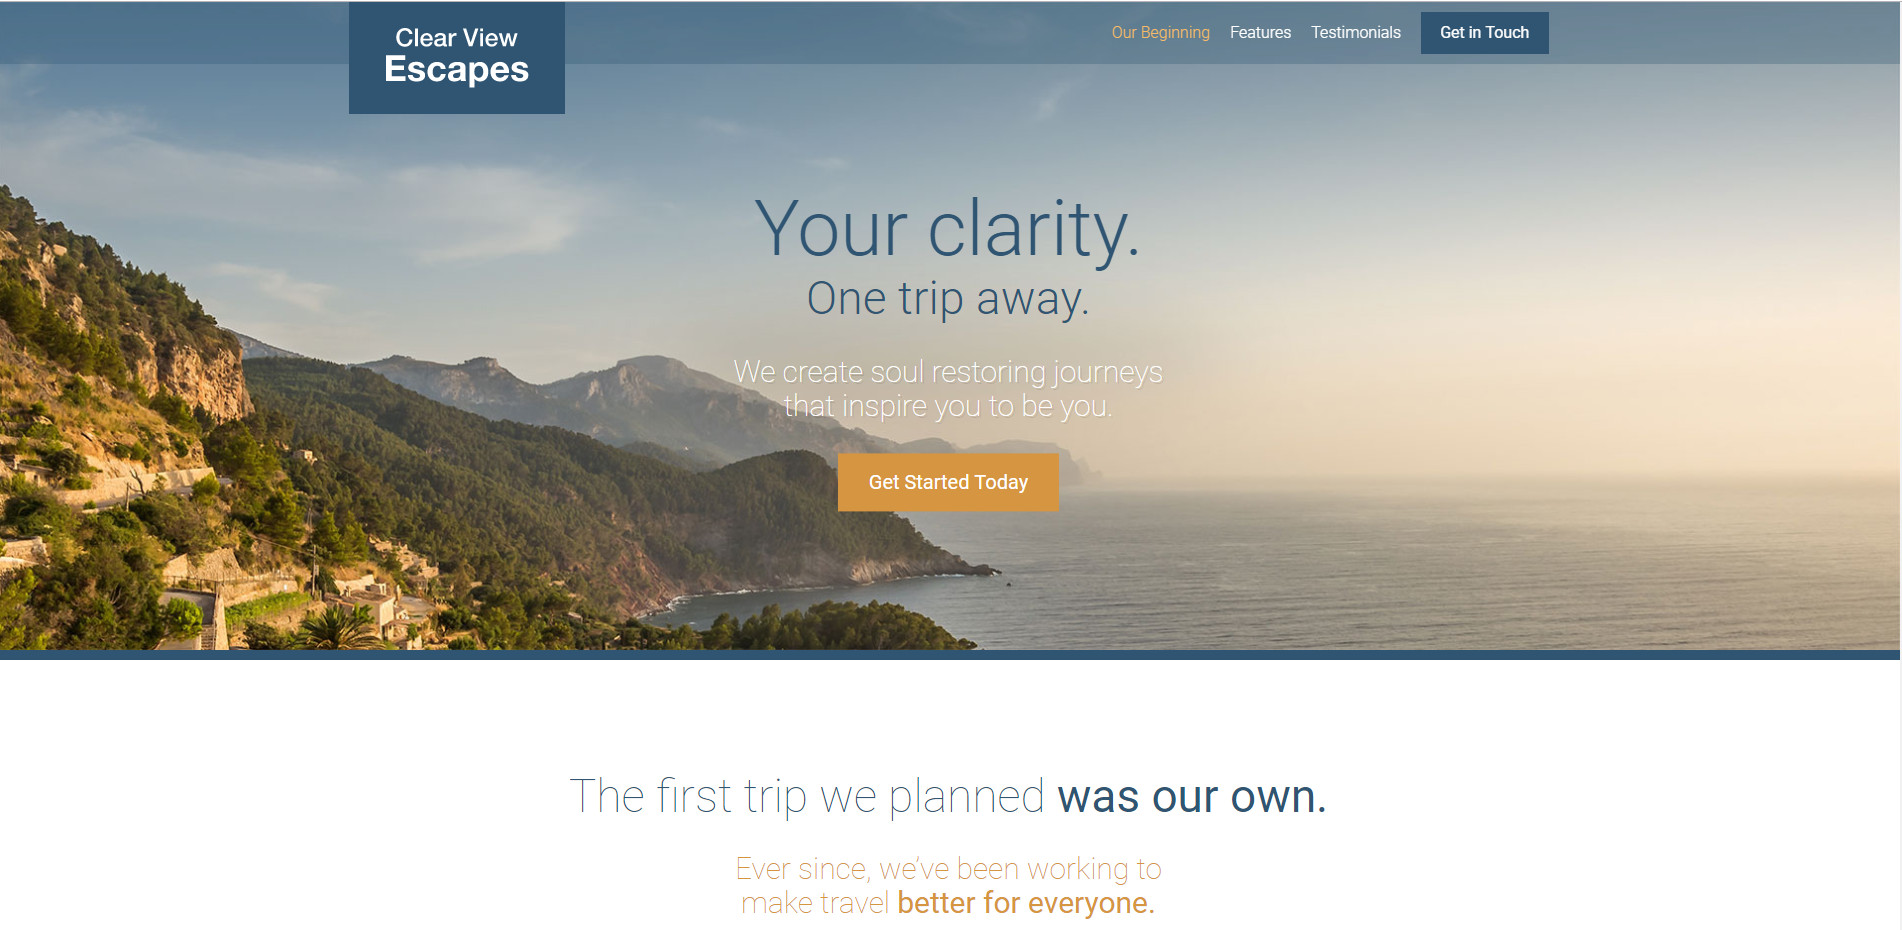 Clear View
Escapes
Our Beginning Features Testimonials Get in Touch
Your clarity.
One trip away.
We create soul restoring journeys
that inspire you to be you.
Get Started Today
The first trip we planned was our own.
Ever since, we've been working to
make travel better for everyone.